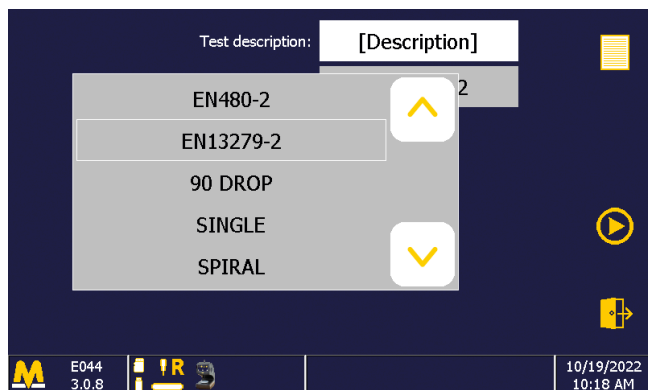 Test description:
[Description]
2
EN480-2
EN13279-2
90 DROP
SINGLE
SPIRAL
E044
3.0.8
R
10/19/2022
10:18 AM